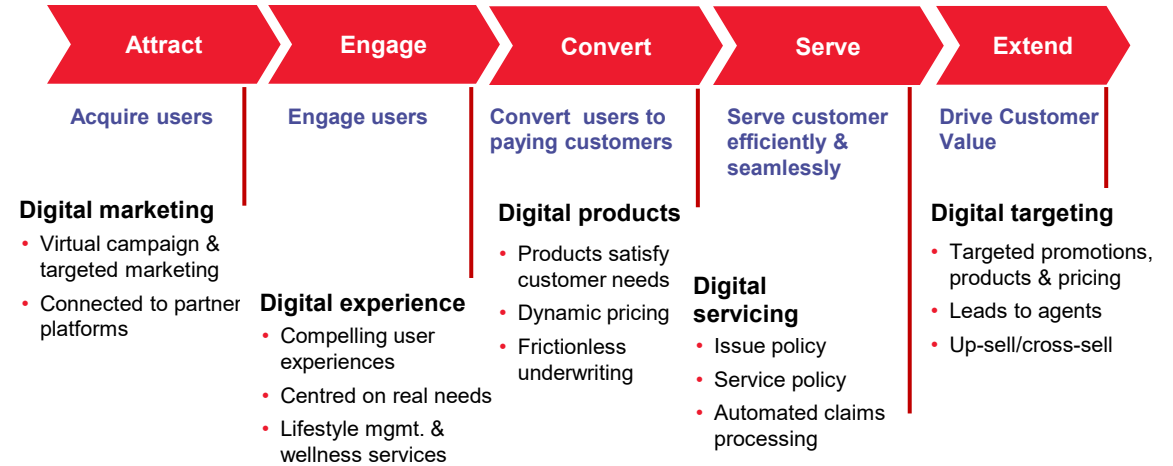 Attract
Engage
Convert
Serve
Extend
Acquire users
Engage users
Convert users to
paying customers
Serve customer
efficiently &
seamlessly
Drive Customer
Value
Digital marketing
• Virtual campaign &
targeted marketing
• Connected to partner
platforms
Digital experience
• Compelling user
experiences
• Centred on real needs
• Lifestyle mgmt. &
wellness services
Digital products
• Products satisfy
customer needs
• Dynamic pricing
• Frictionless
underwriting
Digital
servicing
• Issue policy
• Service policy
• Automated claims
processing
Digital targeting
• Targeted promotions,
products & pricing
• Leads to agents
• Up-sell/cross-sell